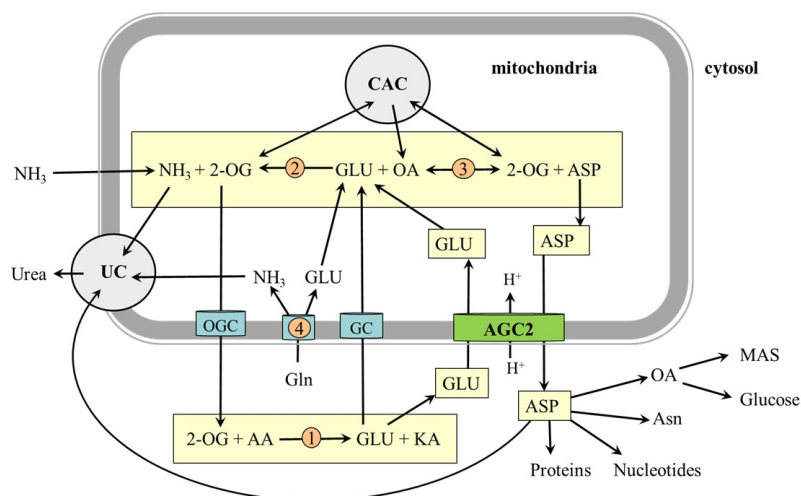 mitochondria
cytosol
CAC
NH₃
NH₃ + 2-OG
2
GLU + OA
3
2-OG + ASP
GLU
ASP
Urea
UC
NH₃
GLU
H⁺
OGC
4
GC
AGC2
H⁺
Gln
GLU
ASP
OA
MAS
Glucose
Asn
2-OG + AA
1
GLU + KA
Proteins
Nucleotides